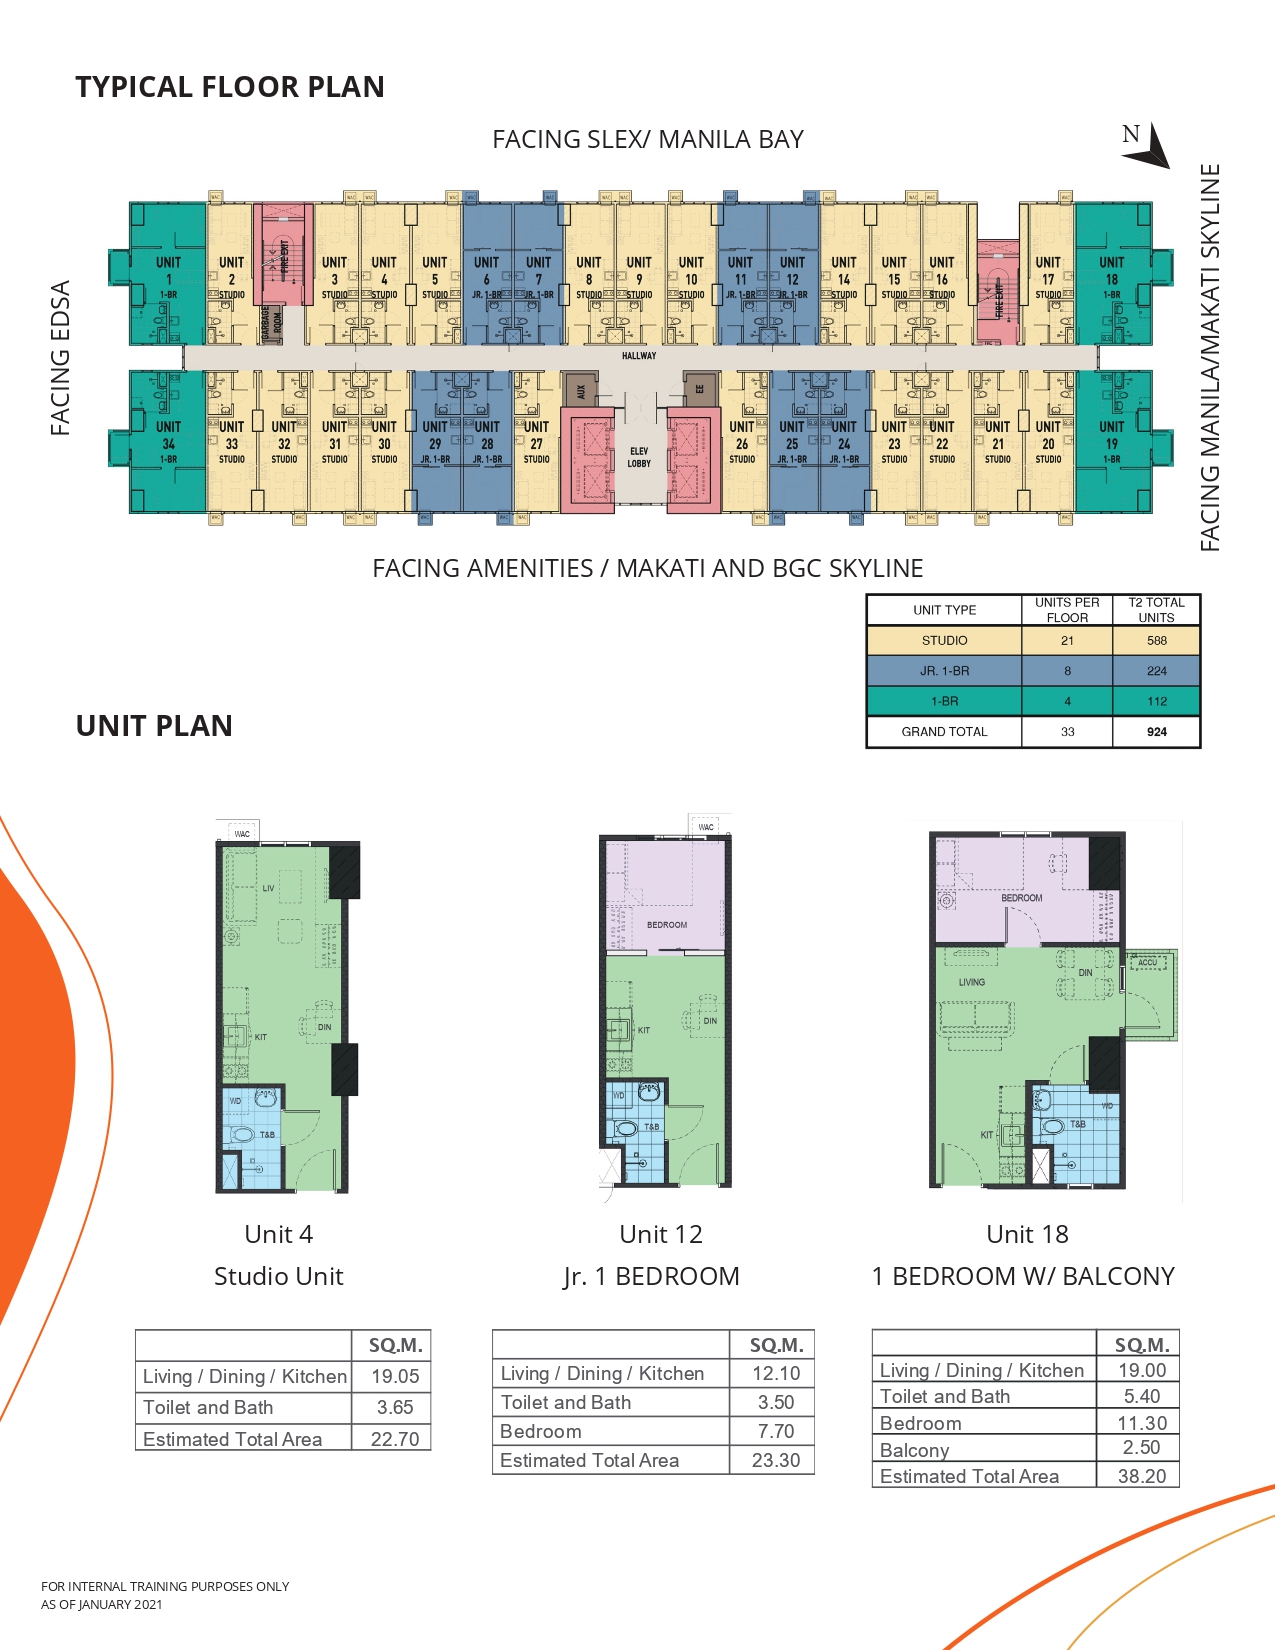 TYPICAL FLOOR PLAN
FACING SLEX/ MANILA BAY
N
FACING EDSA
FACING MANILA/MAKATI SKYLINE
UNIT 1 1-BR
UNIT 2 STUDIO
FIRE EXIT
GARBAGE ROOM
UNIT 3 STUDIO
UNIT 4 STUDIO
UNIT 5 STUDIO
UNIT 6 JR. 1-BR
UNIT 7 JR. 1-BR
UNIT 8 STUDIO
UNIT 9 STUDIO
UNIT 10 STUDIO
UNIT 11 JR. 1-BR
UNIT 12 JR. 1-BR
UNIT 14 STUDIO
UNIT 15 STUDIO
UNIT 16 STUDIO
FIRE EXIT
UNIT 17 STUDIO
UNIT 18 1-BR
HALLWAY
UNIT 34 1-BR
UNIT 33 STUDIO
UNIT 32 STUDIO
UNIT 31 STUDIO
UNIT 30 STUDIO
UNIT 29 JR. 1-BR
UNIT 28 JR. 1-BR
UNIT 27 STUDIO
AUX
ELEV LOBBY
EE
UNIT 26 STUDIO
UNIT 25 JR. 1-BR
UNIT 24 JR. 1-BR
UNIT 23 STUDIO
UNIT 22 STUDIO
UNIT 21 STUDIO
UNIT 20 STUDIO
UNIT 19 1-BR
FACING AMENITIES / MAKATI AND BGC SKYLINE
UNIT TYPE UNITS PER FLOOR T2 TOTAL UNITS
STUDIO 21 588
JR. 1-BR 8 224
1-BR 4 112
GRAND TOTAL 33 924
UNIT PLAN
WAC
LIV
DIN
KIT
WD
T&B
WAC
BEDROOM
KIT
DIN
WD
T&B
BEDROOM
LIVING
DIN
ACCU
KIT
T&B
WD
Unit 4
Studio Unit
Unit 12
Jr. 1 BEDROOM
Unit 18
1 BEDROOM W/ BALCONY
SQ.M.
Living / Dining / Kitchen 19.05
Toilet and Bath 3.65
Estimated Total Area 22.70
SQ.M.
Living / Dining / Kitchen 12.10
Toilet and Bath 3.50
Bedroom 7.70
Estimated Total Area 23.30
SQ.M.
Living / Dining / Kitchen 19.00
Toilet and Bath 5.40
Bedroom 11.30
Balcony 2.50
Estimated Total Area 38.20
FOR INTERNAL TRAINING PURPOSES ONLY
AS OF JANUARY 2021